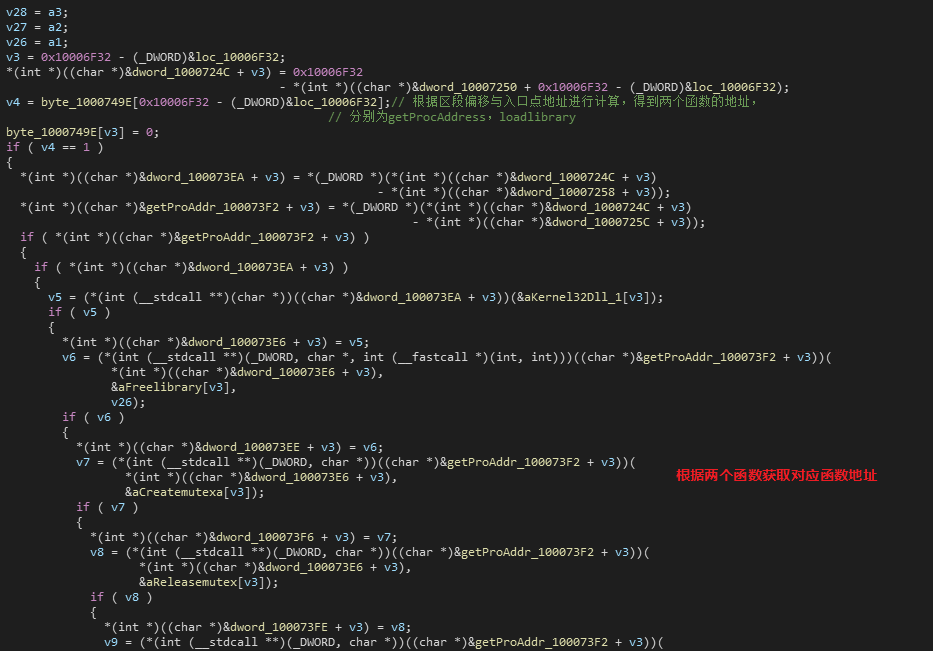 v28 = a3;
v27 = a2;
v26 = a1;
v3 = 0x10006F32 - (_DWORD)&loc_10006F32;
*(int *)((char *)&dword_1000724C + v3) = 0x10006F32
- *(int *)((char *)&dword_10007250 + 0x10006F32 - (_DWORD)&loc_10006F32);
v4 = byte_1000749E[0x10006F32 - (_DWORD)&loc_10006F32];// 根据区段偏移与入口点地址进行计算，得到两个函数的地址，
// 分别为getProcAddress，loadlibrary
byte_1000749E[v3] = 0;
if ( v4 == 1 )
{
*(int *)((char *)&dword_100073EA + v3) = *(_DWORD *)(*(int *)((char *)&dword_1000724C + v3)
- *(int *)((char *)&dword_10007258 + v3));
*(int *)((char *)&getProAddr_100073F2 + v3) = *(_DWORD *)(*(int *)((char *)&dword_1000724C + v3)
- *(int *)((char *)&dword_1000725C + v3));
if ( *(int *)((char *)&getProAddr_100073F2 + v3) )
{
if ( *(int *)((char *)&dword_100073EA + v3) )
{
v5 = (*(int (__stdcall **)(char *))((char *)&dword_100073EA + v3))(&aKernel32Dll_1[v3]);
if ( v5 )
{
*(int *)((char *)&dword_100073E6 + v3) = v5;
v6 = (*(int (__stdcall **)(_DWORD, char *, int (__fastcall *)(int, int)))((char *)&getProAddr_100073F2 + v3))(
*(int *)((char *)&dword_100073E6 + v3),
&aFreelibrary[v3],
v26);
if ( v6 )
{
*(int *)((char *)&dword_100073EE + v3) = v6;
v7 = (*(int (__stdcall **)(_DWORD, char *))((char *)&getProAddr_100073F2 + v3))(
*(int *)((char *)&dword_100073E6 + v3),
根据两个函数获取对应函数地址
&aCreatemutexa[v3]);
if ( v7 )
{
*(int *)((char *)&dword_100073F6 + v3) = v7;
v8 = (*(int (__stdcall **)(_DWORD, char *))((char *)&getProAddr_100073F2 + v3))(
*(int *)((char *)&dword_100073E6 + v3),
&aReleasemutex[v3]);
if ( v8 )
{
*(int *)((char *)&dword_100073FE + v3) = v8;
v9 = (*(int (__stdcall **)(_DWORD, char *))((char *)&getProAddr_100073F2 + v3))(